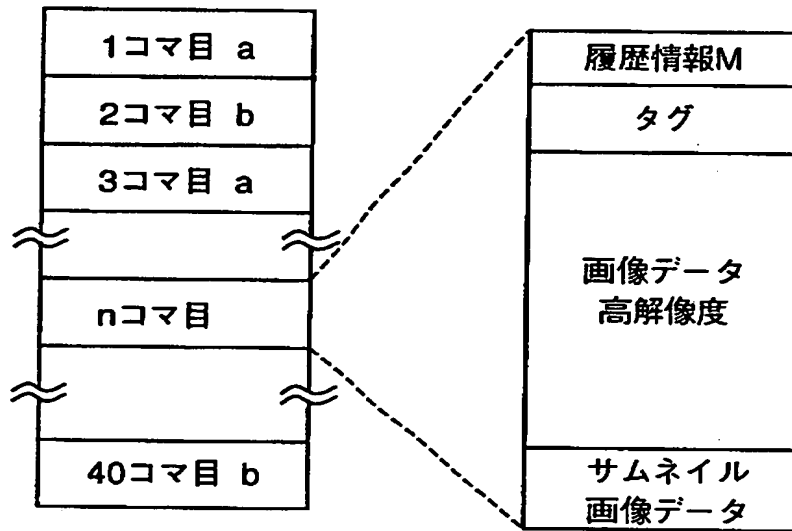 1コマ目 a
2コマ目 b
3コマ目 a
nコマ目
40コマ目 b
履歴情報M
タグ
画像データ
高解像度
サムネイル
画像データ